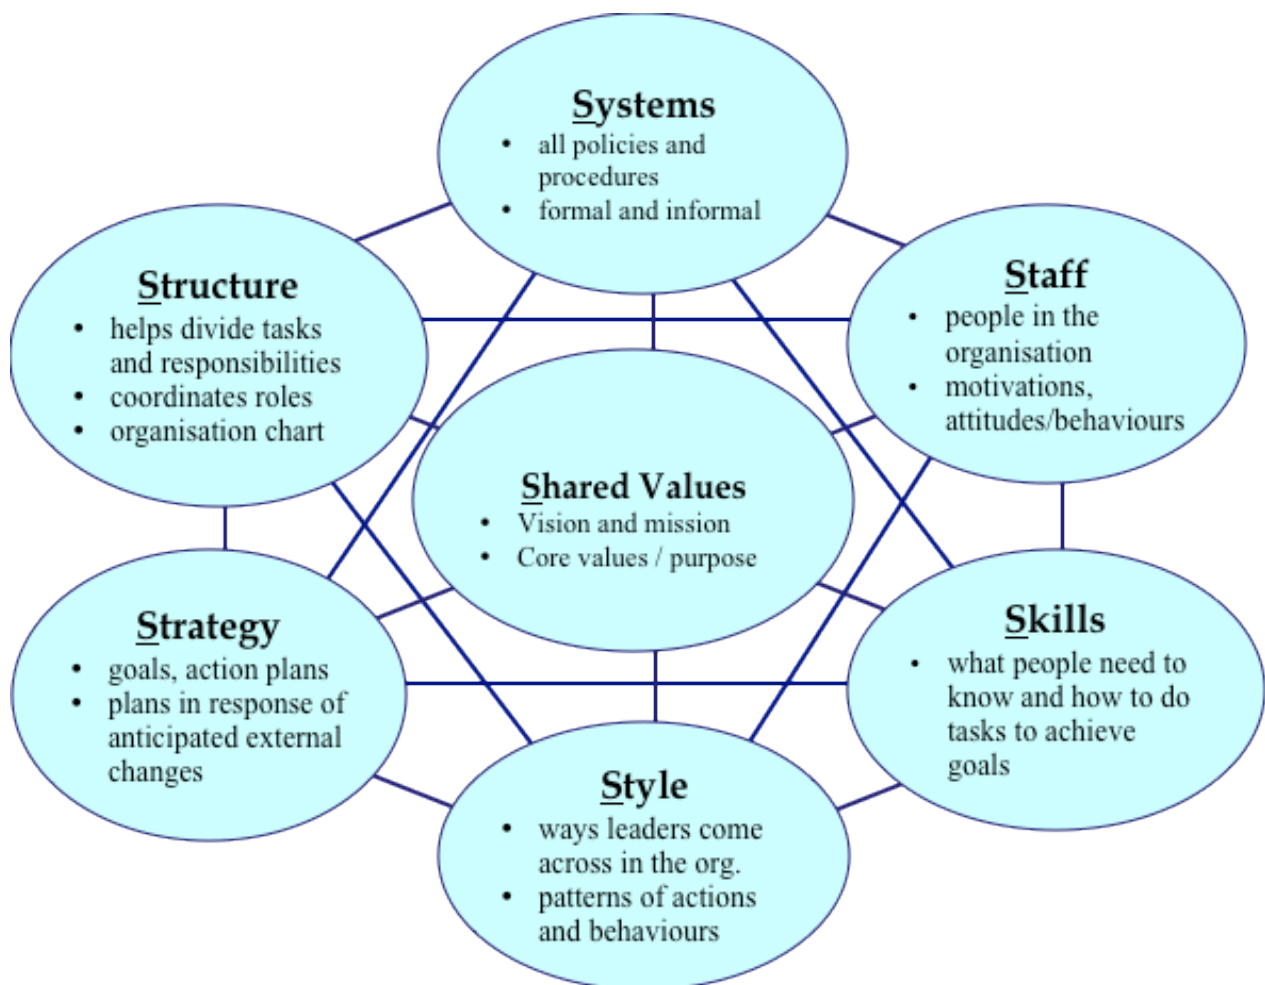 Systems
• all policies and
procedures
• formal and informal
Structure
• helps divide tasks
and responsibilities
• coordinates roles
• organisation chart
Staff
• people in the
organisation
• motivations,
attitudes/behaviours
Shared Values
• Vision and mission
• Core values / purpose
Strategy
• goals, action plans
• plans in response of
anticipated external
changes
Skills
• what people need to
know and how to do
tasks to achieve
goals
Style
• ways leaders come
across in the org.
• patterns of actions
and behaviours